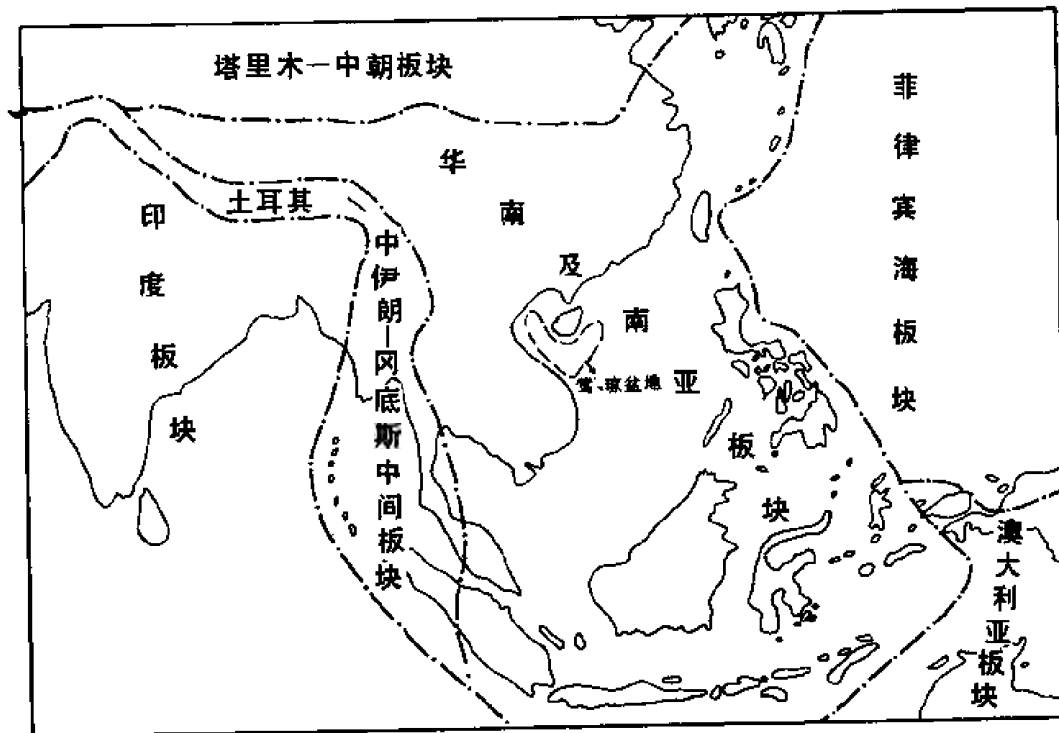 塔里木—中朝板块
菲律宾海板块
华南及南亚板块
印度板块
土耳其
中伊朗—冈底斯中间板块
莺、琼盆地
澳大利亚板块